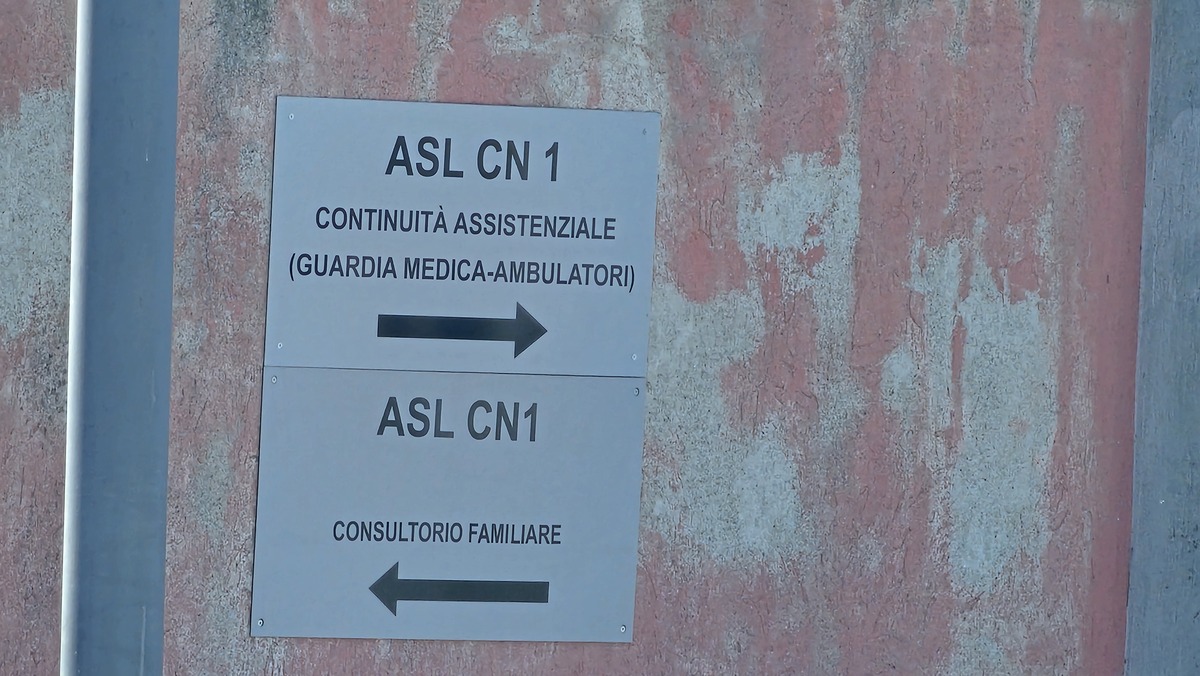 ASL CN 1
CONTINUITÀ ASSISTENZIALE
(GUARDIA MEDICA-AMBULATORI)
ASL CN1
CONSULTORIO FAMILIARE